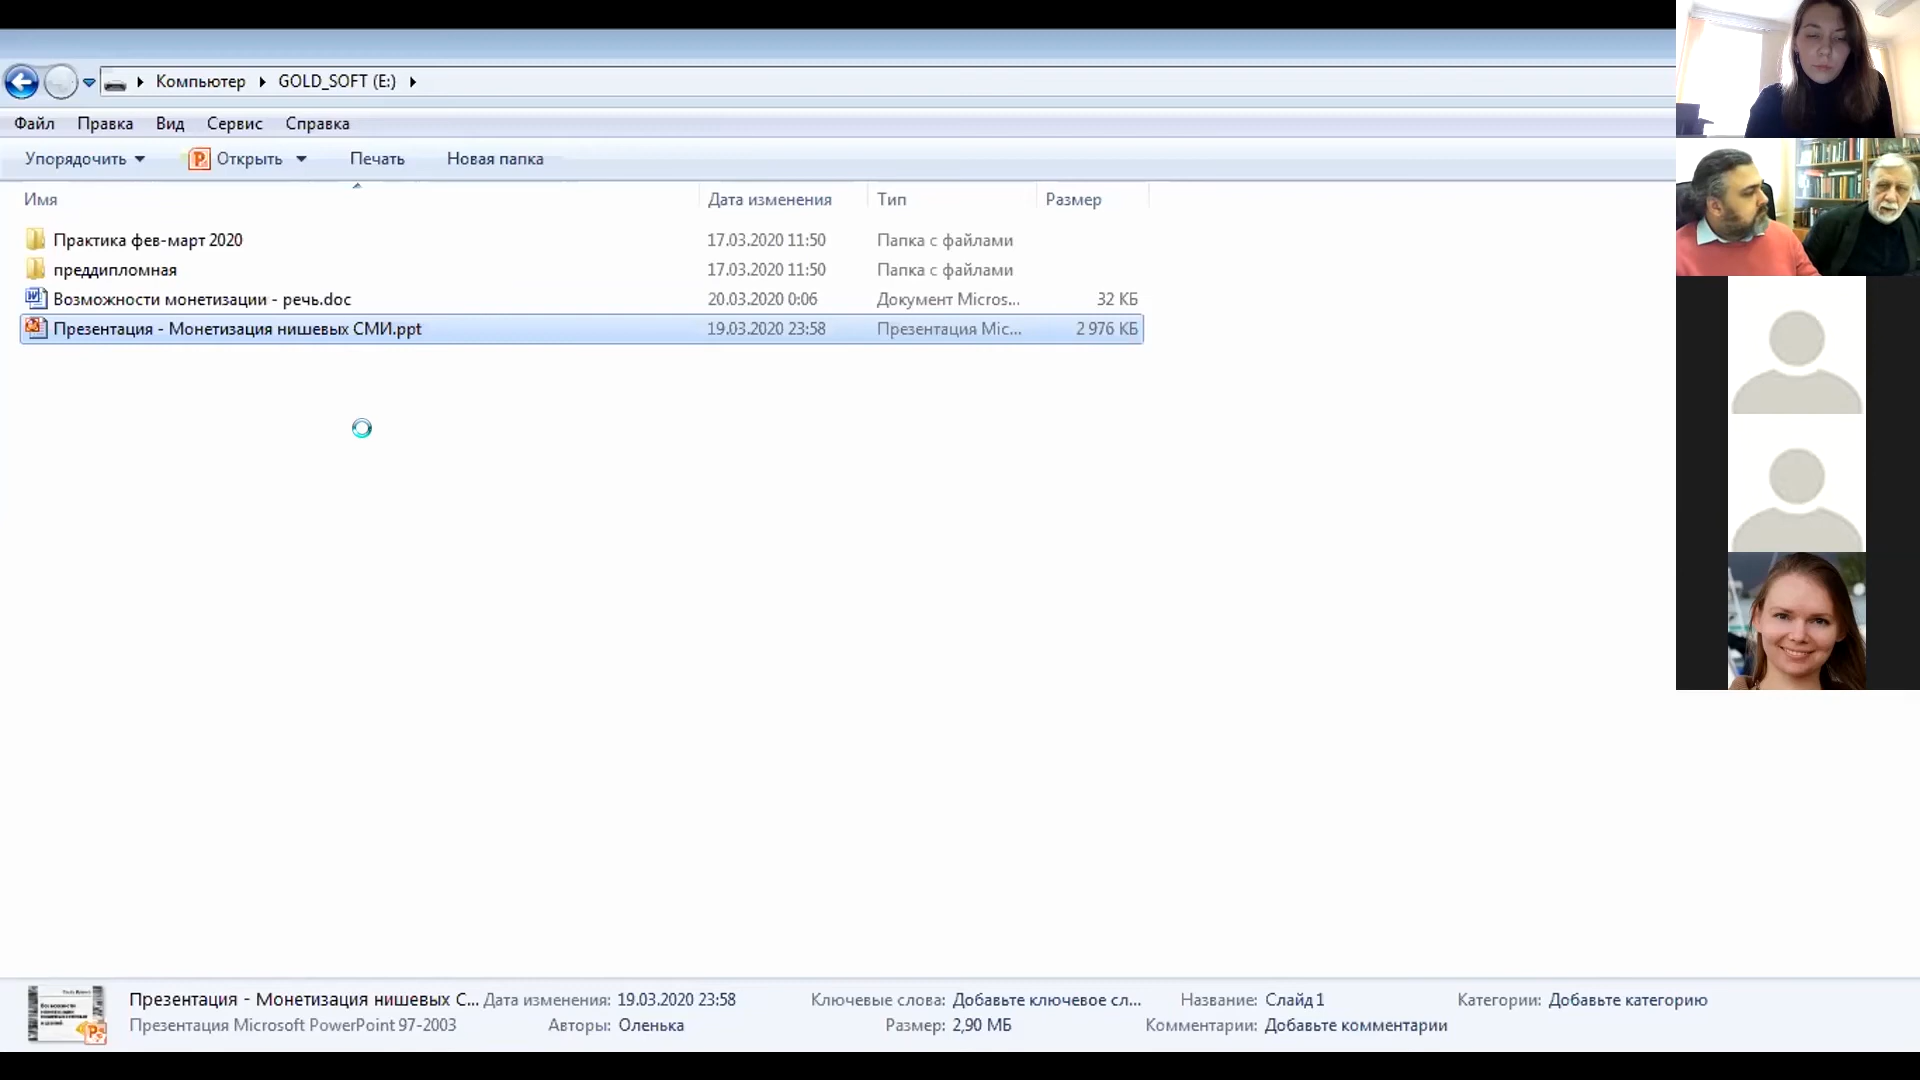 Компьютер GOLD_SOFT (E:)
Файл Правка Вид Сервис Справка
Упорядочить Открыть Печать Новая папка
Имя Дата изменения Тип Размер
Практика фев-март 2020 17.03.2020 11:50 Папка с файлами
преддипломная 17.03.2020 11:50 Папка с файлами
Возможности монетизации - речь.doc 20.03.2020 0:06 Документ Micros... 32 КБ
Презентация - Монетизация нишевых СМИ.ppt 19.03.2020 23:58 Презентация Mic... 2 976 КБ
Презентация - Монетизация нишевых С... Дата изменения: 19.03.2020 23:58 Ключевые слова: Добавьте ключевое сл... Название: Слайд 1 Категории: Добавьте категорию
Презентация Microsoft PowerPoint 97-2003 Авторы: Оленька Размер: 2,90 МБ Комментарии: Добавьте комментарии